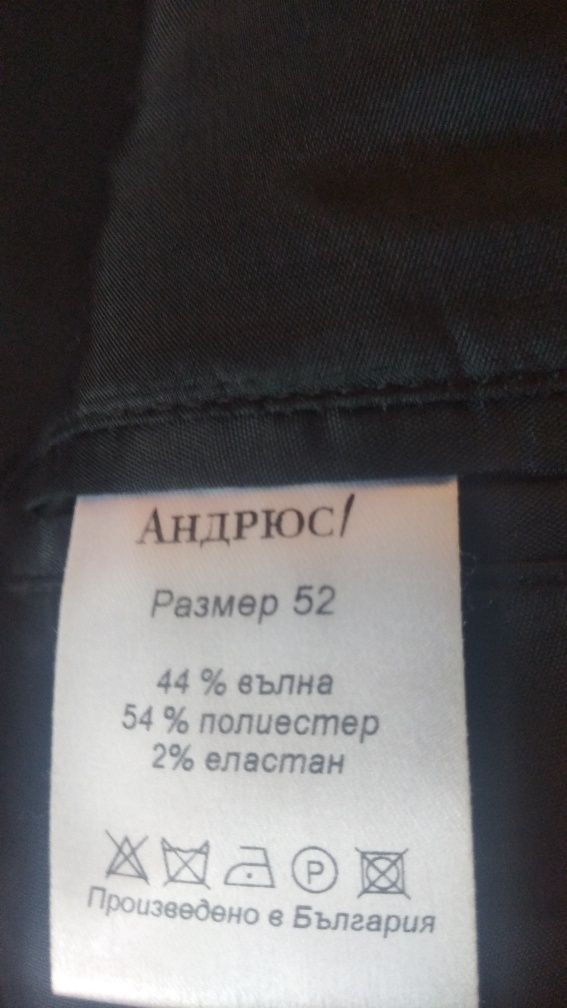 АНДРЮС/
Размер 52
44 % вълна
54 % полиестер
2% еластан
P
Произведено в България